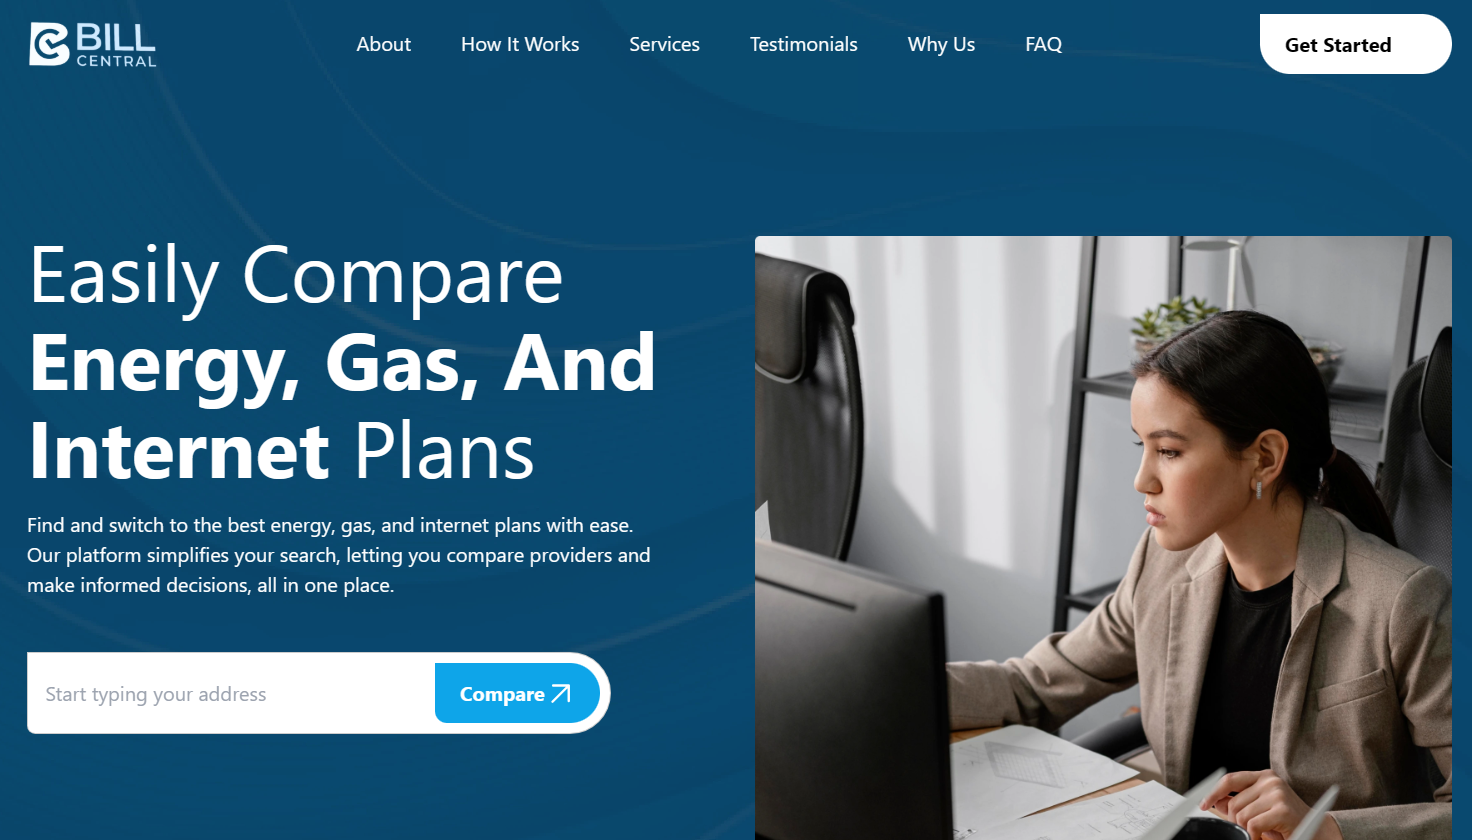 BILL
CENTRAL
About
How It Works
Services
Testimonials
Why Us
FAQ
Get Started
Easily Compare
Energy, Gas, And
Internet Plans
Find and switch to the best energy, gas, and internet plans with ease.
Our platform simplifies your search, letting you compare providers and
make informed decisions, all in one place.
Start typing your address
Compare